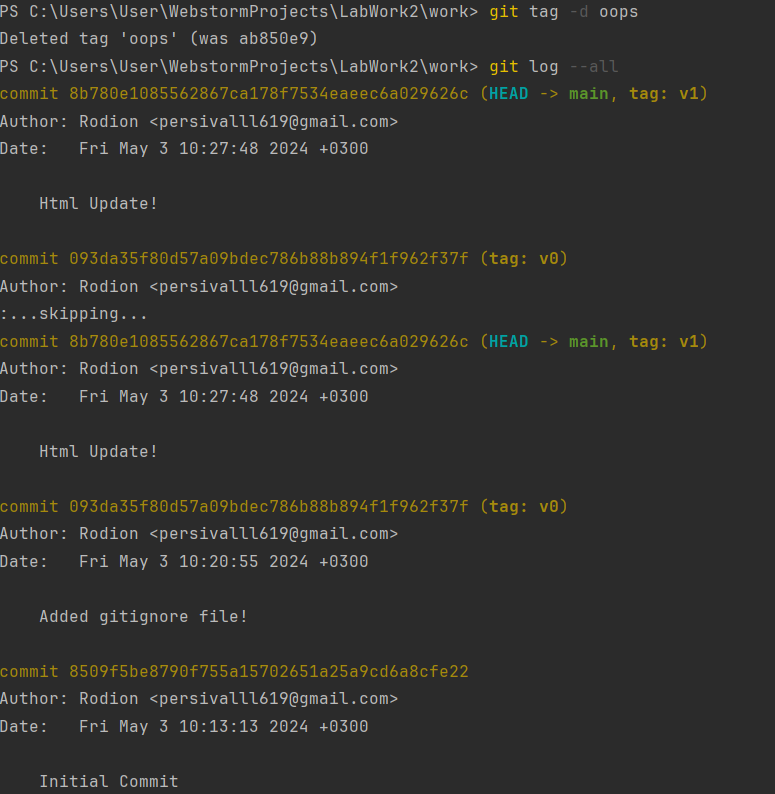 PS C:\Users\User\WebstormProjects\LabWork2\work> git tag -d oops
Deleted tag 'oops' (was ab850e9)
PS C:\Users\User\WebstormProjects\LabWork2\work> git log --all
commit 8b780e1085562867ca178f7534eaeec6a029626c (HEAD -> main, tag: v1)
Author: Rodion <persivalll619@gmail.com>
Date:   Fri May 3 10:27:48 2024 +0300

    Html Update!

commit 093da35f80d57a09bdec786b88b894f1f962f37f (tag: v0)
Author: Rodion <persivalll619@gmail.com>
:...skipping...
commit 8b780e1085562867ca178f7534eaeec6a029626c (HEAD -> main, tag: v1)
Author: Rodion <persivalll619@gmail.com>
Date:   Fri May 3 10:27:48 2024 +0300

    Html Update!

commit 093da35f80d57a09bdec786b88b894f1f962f37f (tag: v0)
Author: Rodion <persivalll619@gmail.com>
Date:   Fri May 3 10:20:55 2024 +0300

    Added gitignore file!

commit 8509f5be8790f755a15702651a25a9cd6a8cfe22
Author: Rodion <persivalll619@gmail.com>
Date:   Fri May 3 10:13:13 2024 +0300

    Initial Commit